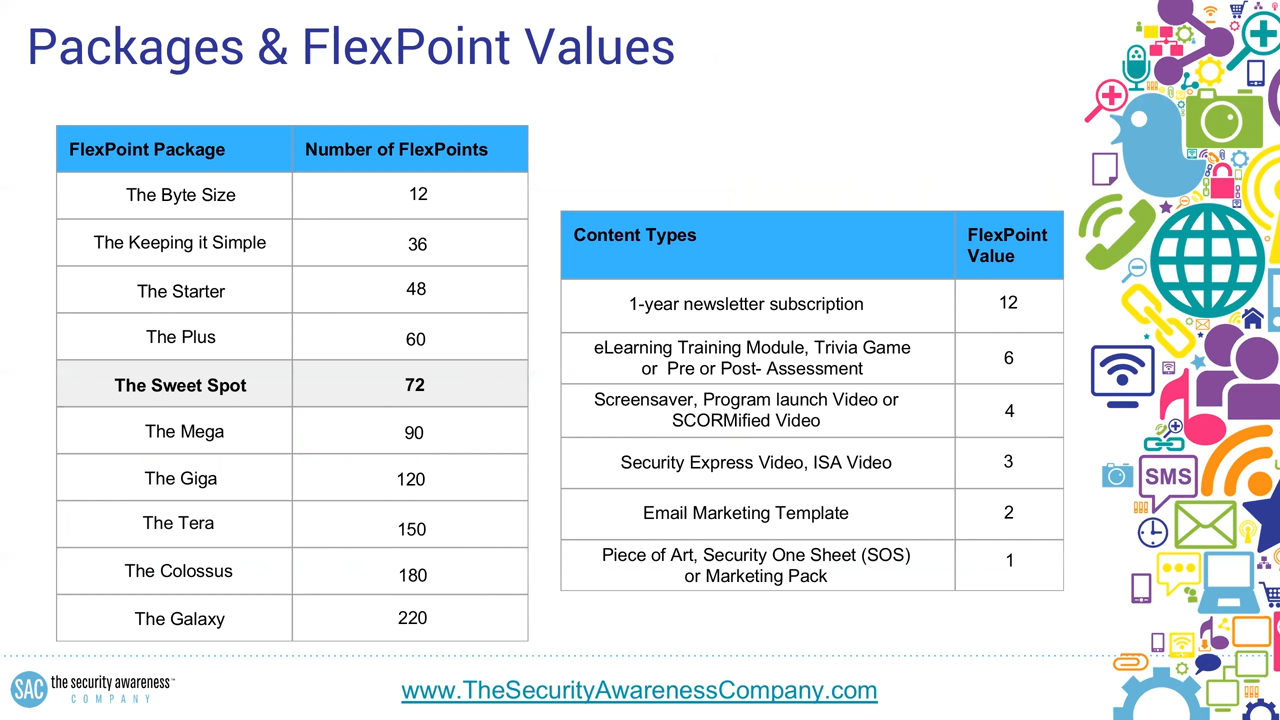 Packages & FlexPoint Values
FlexPoint Package Number of FlexPoints
The Byte Size 12
The Keeping it Simple 36
The Starter 48
The Plus 60
The Sweet Spot 72
The Mega 90
The Giga 120
The Tera 150
The Colossus 180
The Galaxy 220
Content Types FlexPoint
Value
1-year newsletter subscription 12
eLearning Training Module, Trivia Game
or Pre or Post- Assessment 6
Screensaver, Program launch Video or
SCORMified Video 4
Security Express Video, ISA Video 3
Email Marketing Template 2
Piece of Art, Security One Sheet (SOS)
or Marketing Pack 1
SMS
SAC the security awareness™
COMPANY
www.TheSecurityAwarenessCompany.com